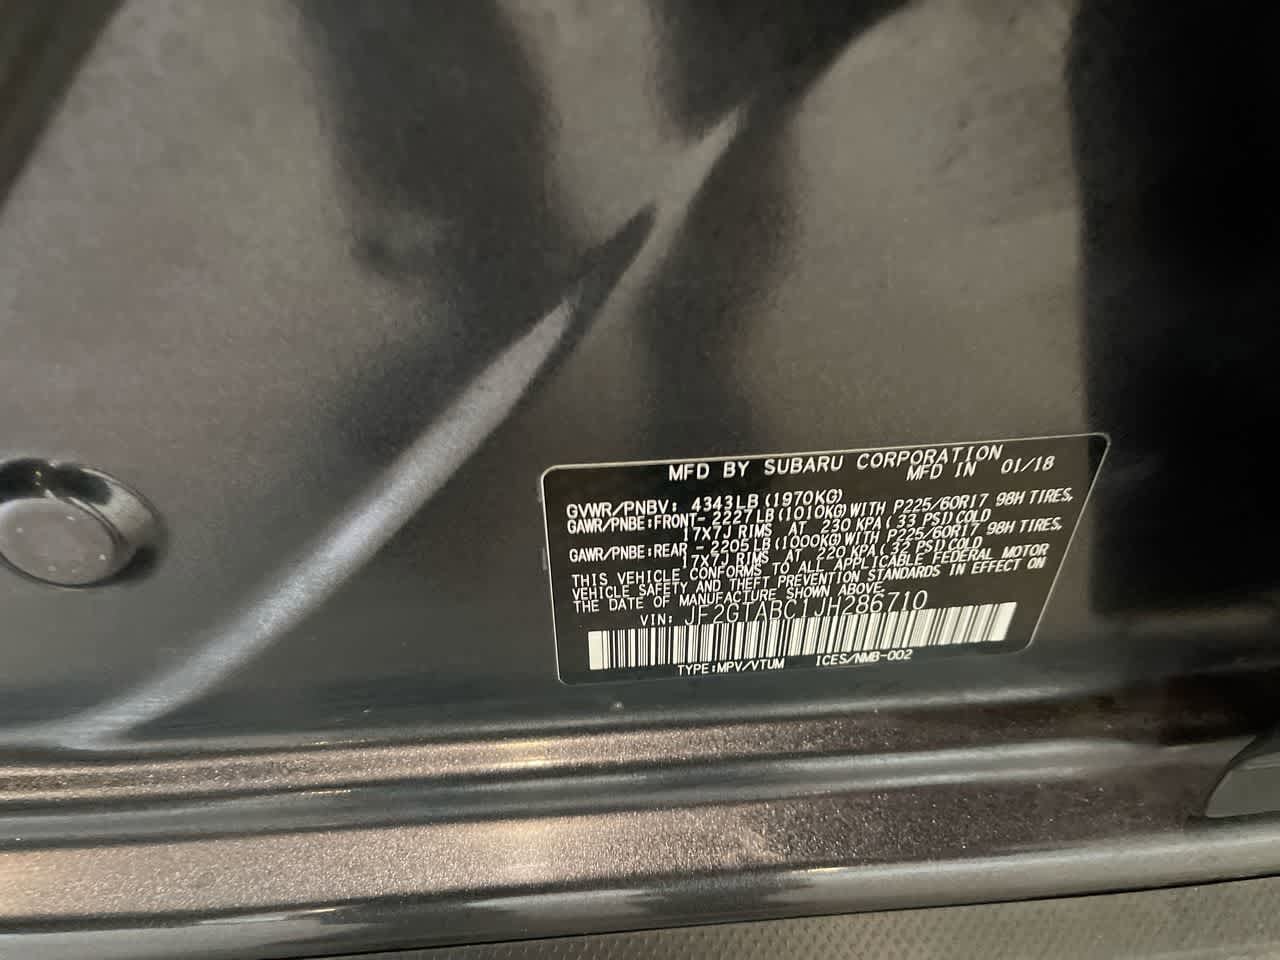 MFD BY SUBARU CORPORATION
MFD IN 01/18
GVWR/PNBV: 4343LB(1970KG)
GAWR/PNBE:FRONT-2227LB(1010KG)WITH P225/60R17 98H TIRES,
17X7J RIMS AT 230 KPA(33 PSI)COLD
GAWR/PNBE:REAR -2205LB(1000KG)WITH P225/60R17 98H TIRES,
17X7J RIMS AT 220 KPA(32 PSI)COLD
THIS VEHICLE CONFORMS TO ALL APPLICABLE FEDERAL MOTOR
VEHICLE SAFETY AND THEFT PREVENTION STANDARDS IN EFFECT ON
THE DATE OF MANUFACTURE SHOWN ABOVE.
VIN: JF2GTABC1JH286710
TYPE:MPV/VTUM ICES/NMB-002